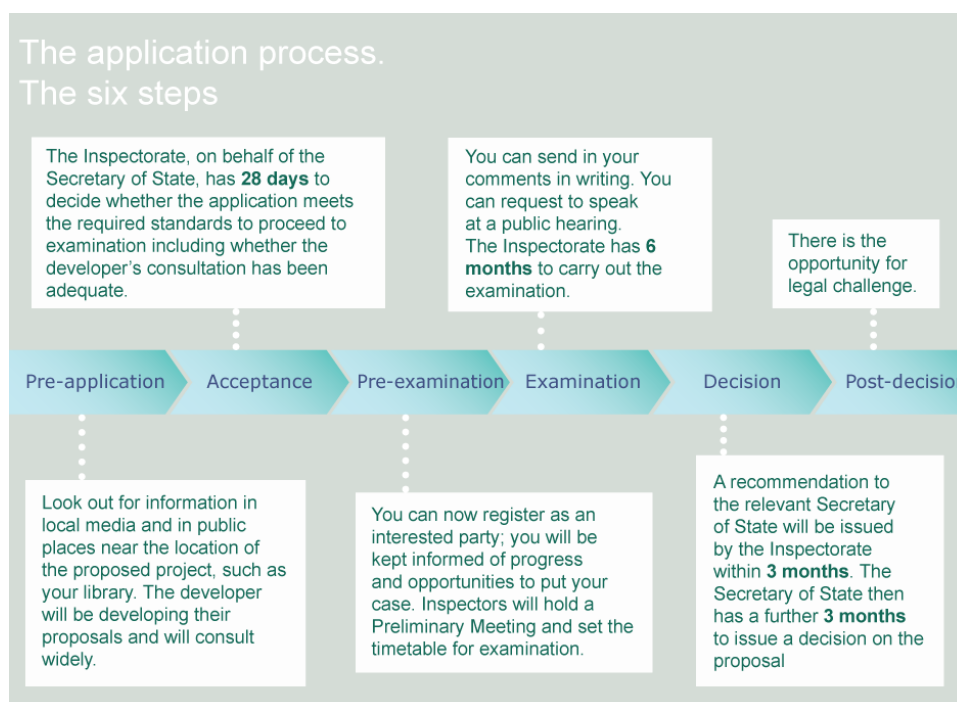 The application process.
The six steps
The Inspectorate, on behalf of the
Secretary of State, has 28 days to
decide whether the application meets
the required standards to proceed to
examination including whether the
developer's consultation has been
adequate.
You can send in your
comments in writing. You
can request to speak
at a public hearing.
The Inspectorate has 6
months to carry out the
examination.
There is the
opportunity for
legal challenge.
Pre-application
Acceptance
Pre-examination
Examination
Decision
Post-decisio
Look out for information in
local media and in public
places near the location of
the proposed project, such as
your library. The developer
will be developing their
proposals and will consult
widely.
You can now register as an
interested party; you will be
kept informed of progress
and opportunities to put your
case. Inspectors will hold a
Preliminary Meeting and set the
timetable for examination.
A recommendation to
the relevant Secretary
of State will be issued
by the Inspectorate
within 3 months. The
Secretary of State then
has a further 3 months
to issue a decision on the
proposal